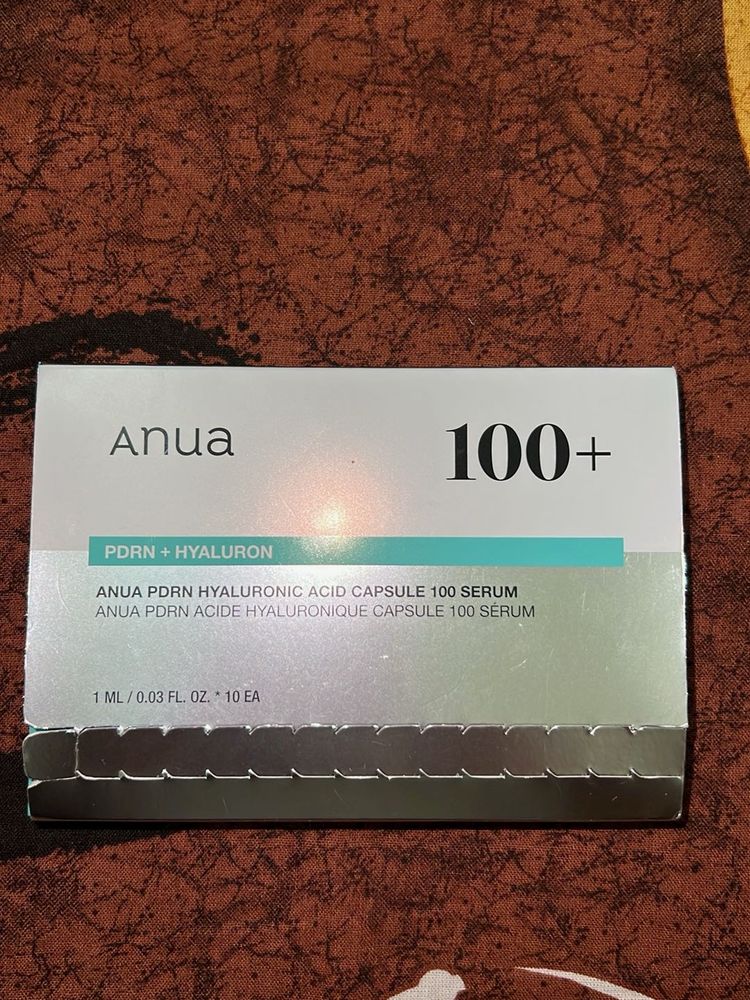 Anua
100+
PDRN + HYALURON
ANUA PDRN HYALURONIC ACID CAPSULE 100 SERUM
ANUA PDRN ACIDE HYALURONIQUE CAPSULE 100 SÉRUM
1 ML / 0.03 FL. OZ. * 10 EA